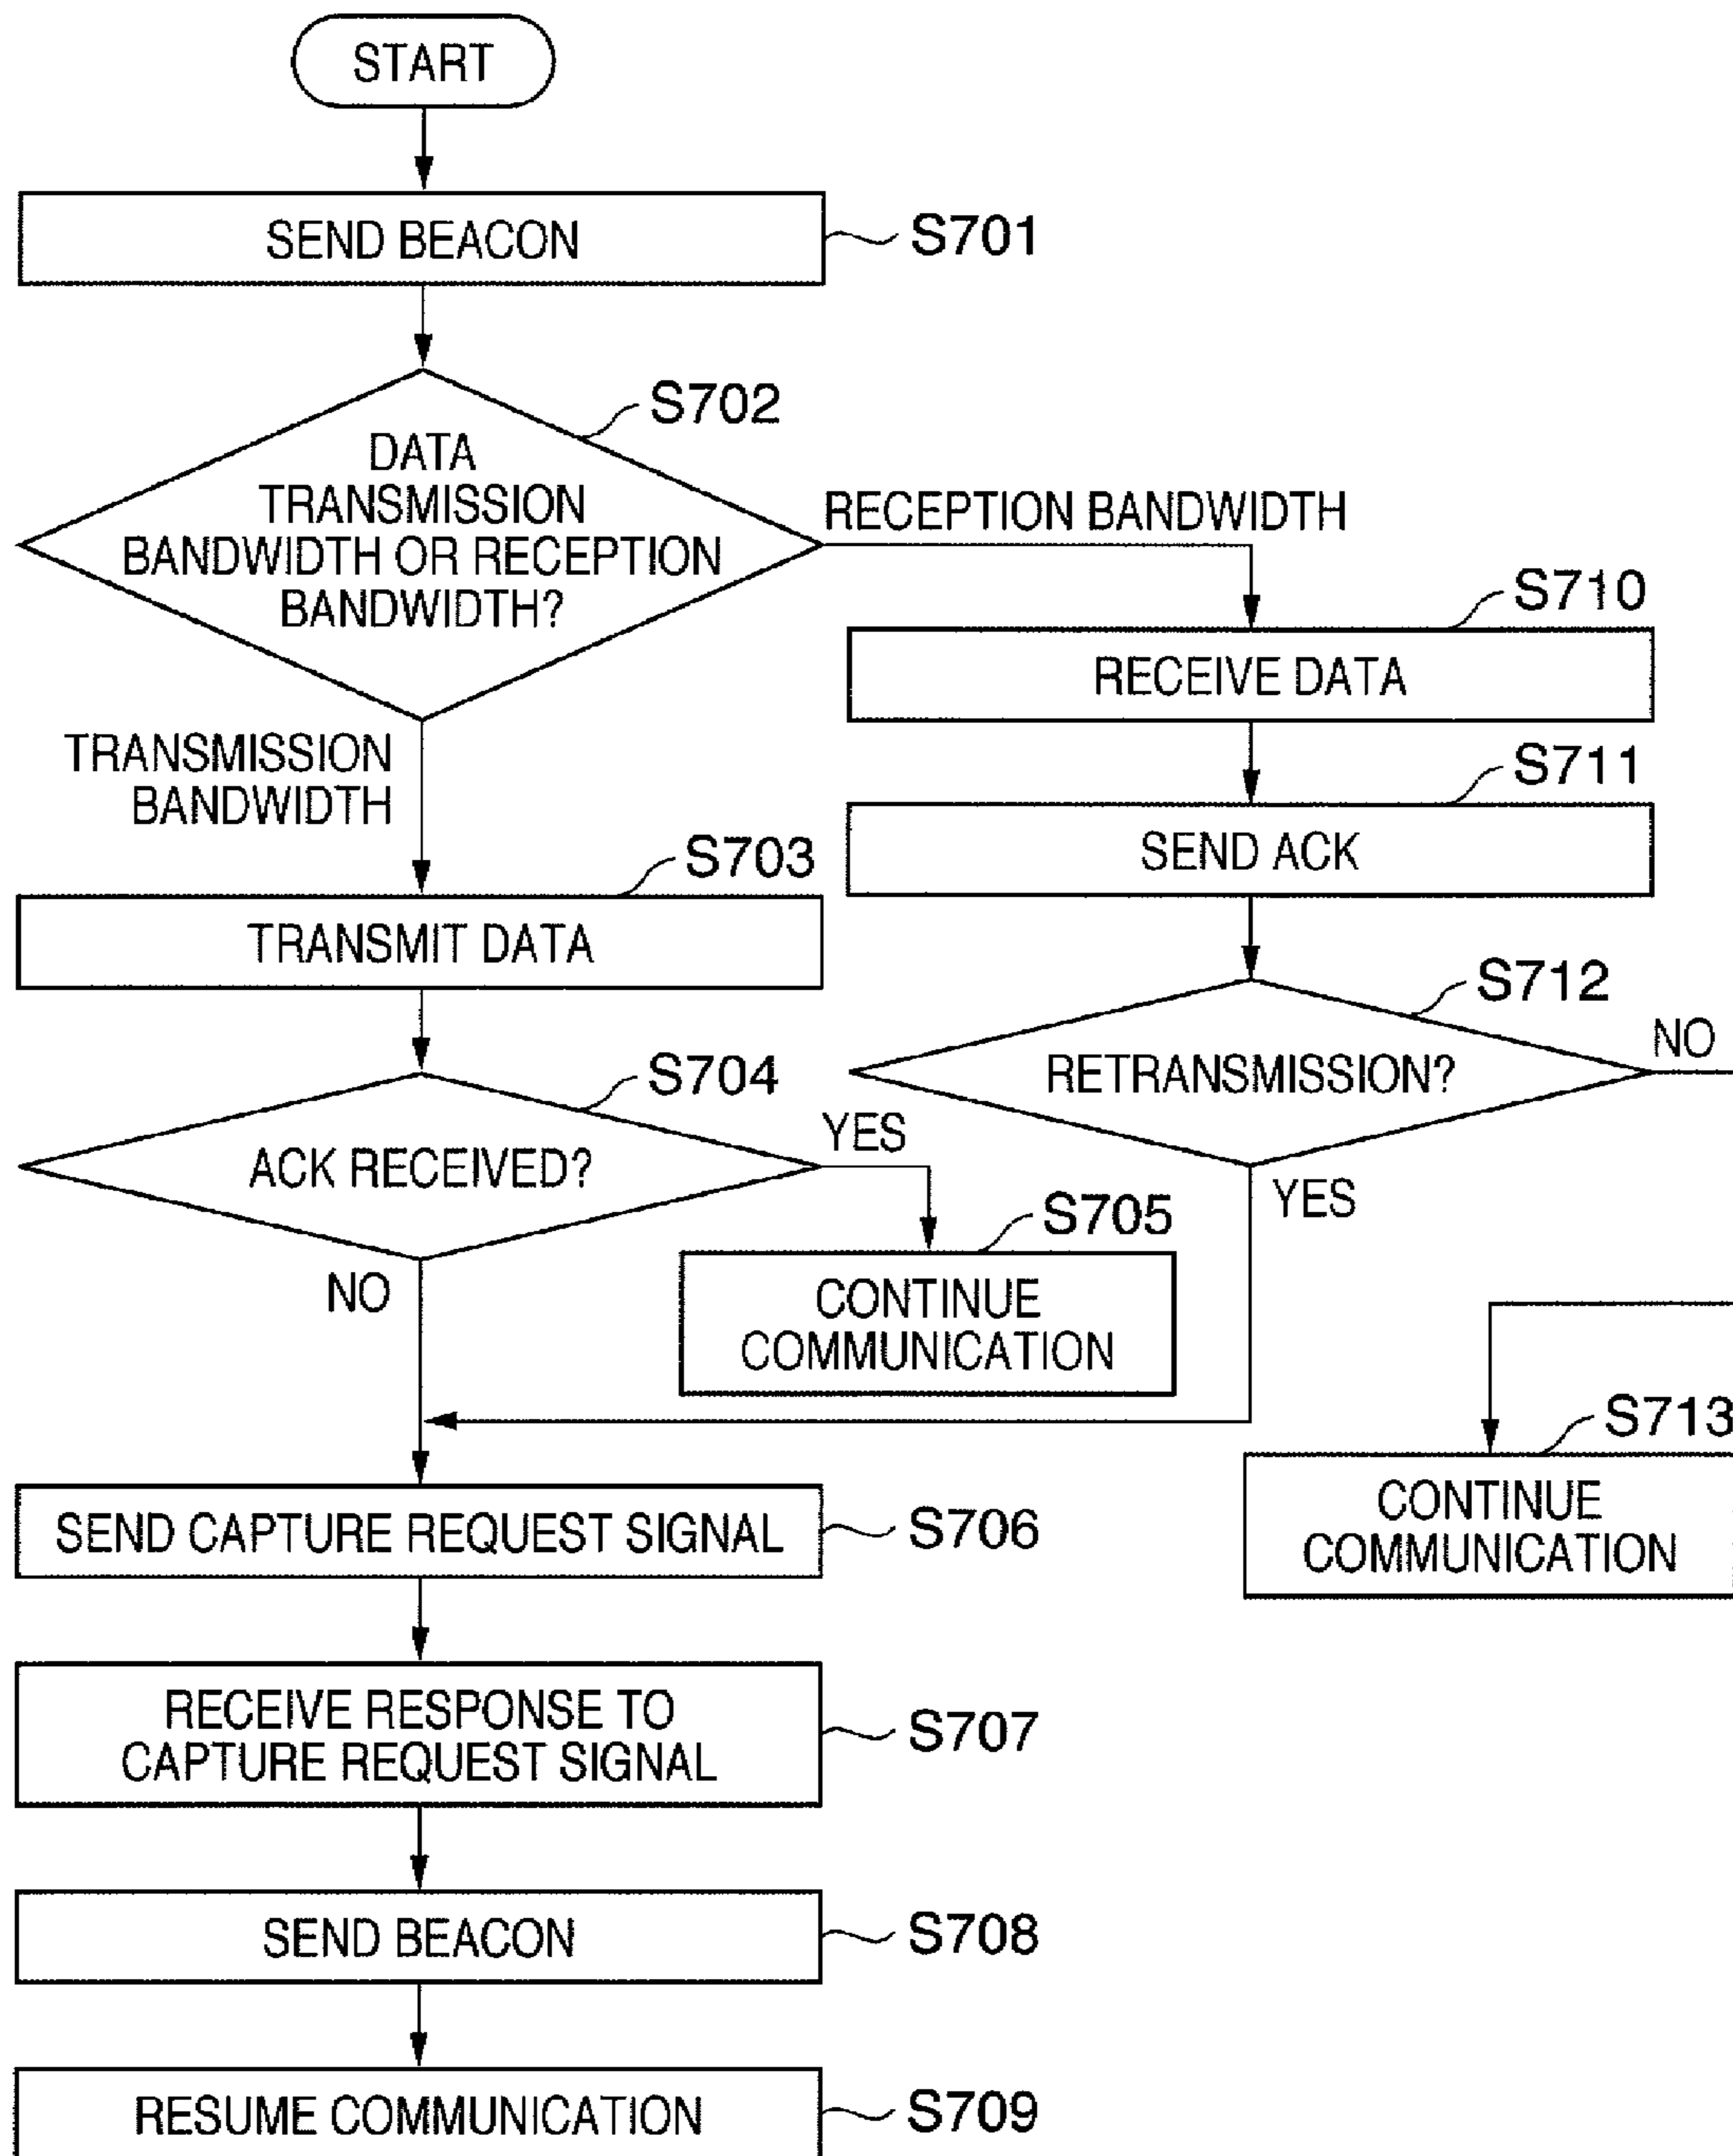 START
SEND BEACON
S701
S702
DATA
TRANSMISSION
BANDWIDTH OR RECEPTION
BANDWIDTH?
RECEPTION BANDWIDTH
TRANSMISSION
BANDWIDTH
S710
RECEIVE DATA
S711
SEND ACK
S703
TRANSMIT DATA
S712
RETRANSMISSION?
NO
YES
S704
ACK RECEIVED?
YES
NO
S705
CONTINUE
COMMUNICATION
S713
CONTINUE
COMMUNICATION
SEND CAPTURE REQUEST SIGNAL
S706
RECEIVE RESPONSE TO
CAPTURE REQUEST SIGNAL
S707
SEND BEACON
S708
RESUME COMMUNICATION
S709